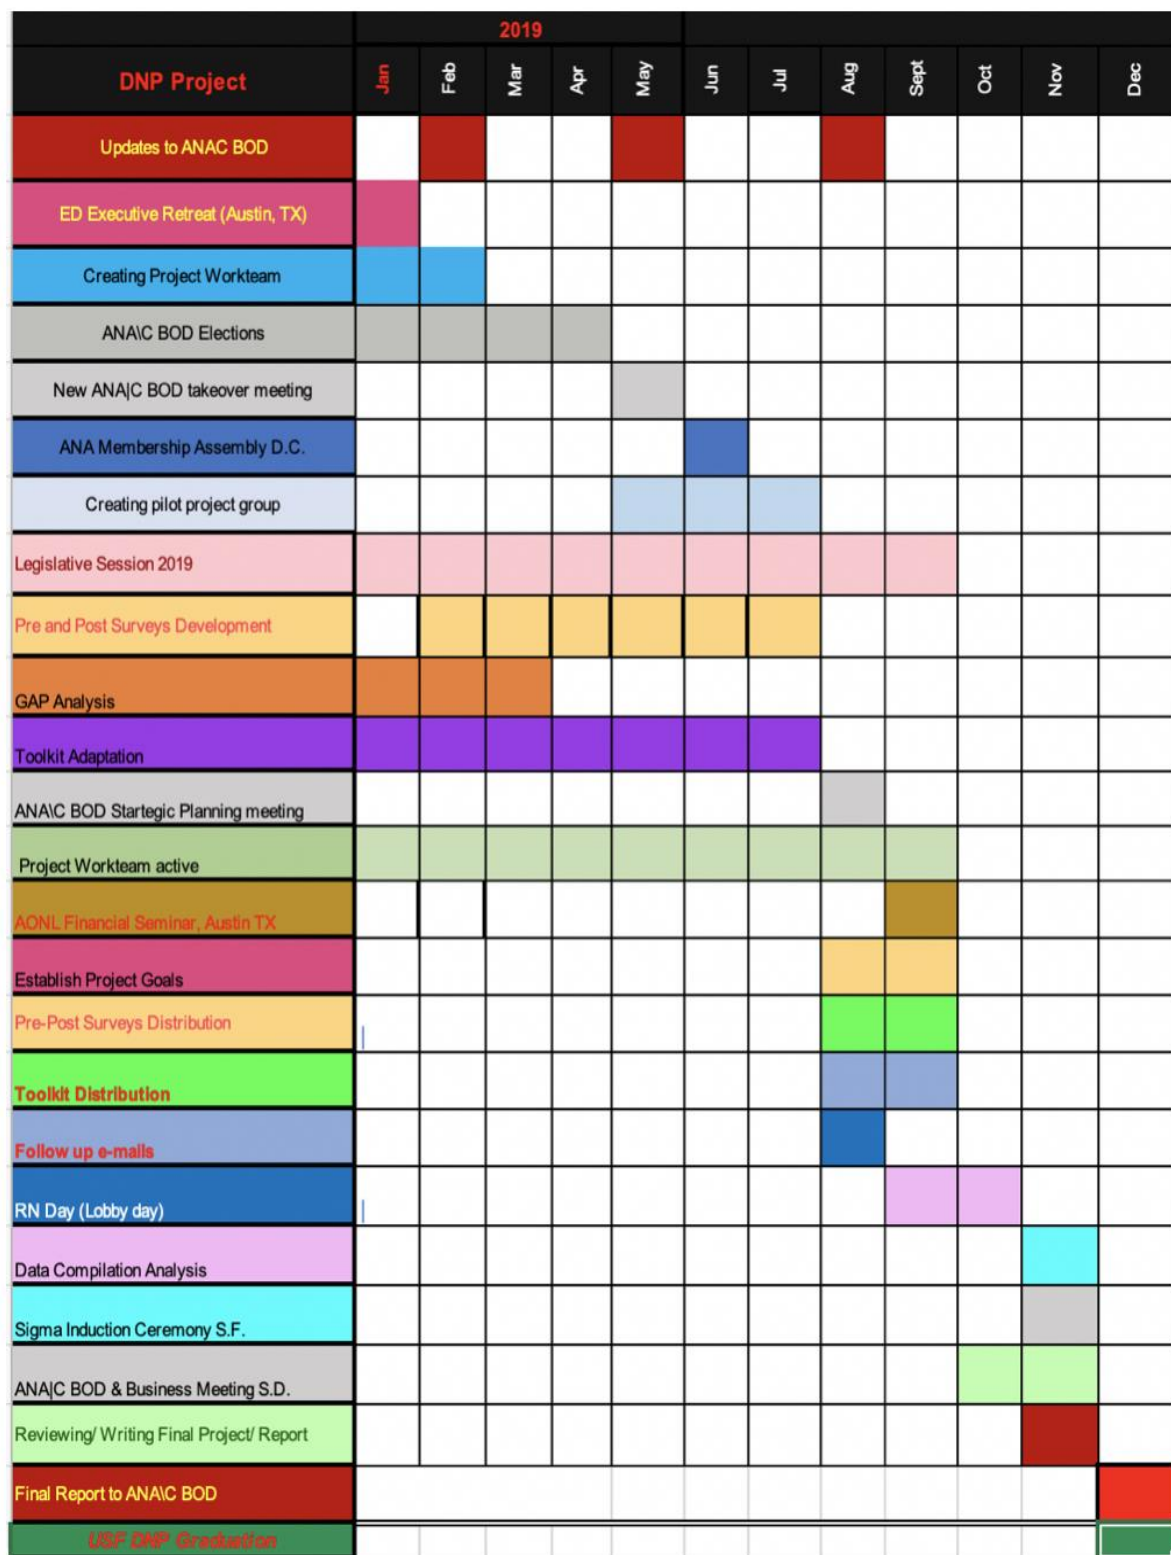 2019
DNP Project Jan Feb Mar Apr May Jun Jul Aug Sept Oct Nov Dec
Updates to ANAC BOD
ED Executive Retreat (Austin, TX)
Creating Project Workteam
ANA\C BOD Elections
New ANA|C BOD takeover meeting
ANA Membership Assembly D.C.
Creating pilot project group
Legislative Session 2019
Pre and Post Surveys Development
GAP Analysis
Toolkit Adaptation
ANA\C BOD Startegic Planning meeting
Project Workteam active
AONL Financial Seminar, Austin TX
Establish Project Goals
Pre-Post Surveys Distribution
Toolkit Distribution
Follow up e-mails
RN Day (Lobby day)
Data Compilation Analysis
Sigma Induction Ceremony S.F.
ANA|C BOD & Business Meeting S.D.
Reviewing/ Writing Final Project/ Report
Final Report to ANA\C BOD
USF DNP Graduation